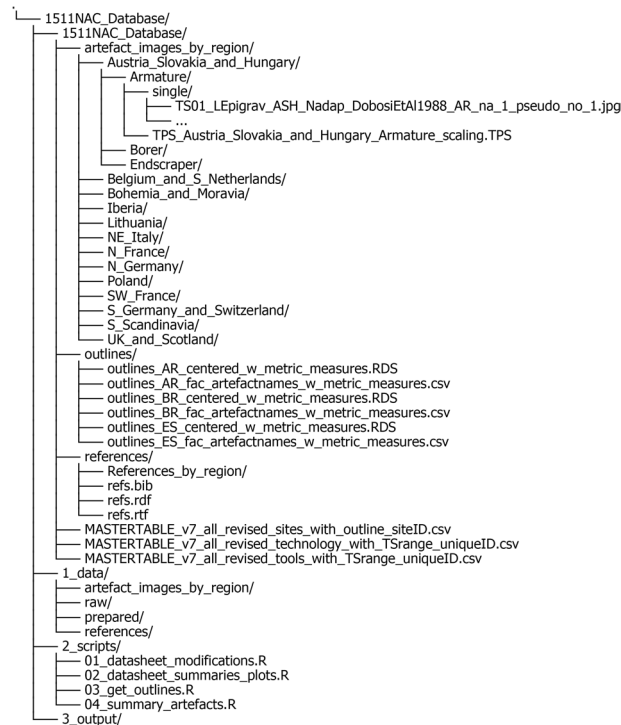 .
1511NAC_Database/
1511NAC_Database/
artefact_images_by_region/
Austria_Slovakia_and_Hungary/
Armature/
single/
TS01_LEpigrav_ASH_Nadap_DobosiEtAl1988_AR_na_1_pseudo_no_1.jpg
...
TPS_Austria_Slovakia_and_Hungary_Armature_scaling.TPS
Borer/
Endscraper/
Belgium_and_S_Netherlands/
Bohemia_and_Moravia/
Iberia/
Lithuania/
NE_Italy/
N_France/
N_Germany/
Poland/
SW_France/
S_Germany_and_Switzerland/
S_Scandinavia/
UK_and_Scotland/
outlines/
outlines_AR_centered_w_metric_measures.RDS
outlines_AR_fac_artefactnames_w_metric_measures.csv
outlines_BR_centered_w_metric_measures.RDS
outlines_BR_fac_artefactnames_w_metric_measures.csv
outlines_ES_centered_w_metric_measures.RDS
outlines_ES_fac_artefactnames_w_metric_measures.csv
references/
References_by_region/
refs.bib
refs.rdf
refs.rtf
MASTERTABLE_v7_all_revised_sites_with_outline_siteID.csv
MASTERTABLE_v7_all_revised_technology_with_TSrange_uniqueID.csv
MASTERTABLE_v7_all_revised_tools_with_TSrange_uniqueID.csv
1_data/
artefact_images_by_region/
raw/
prepared/
references/
2_scripts/
01_datasheet_modifications.R
02_datasheet_summaries_plots.R
03_get_outlines.R
04_summary_artefacts.R
3_output/